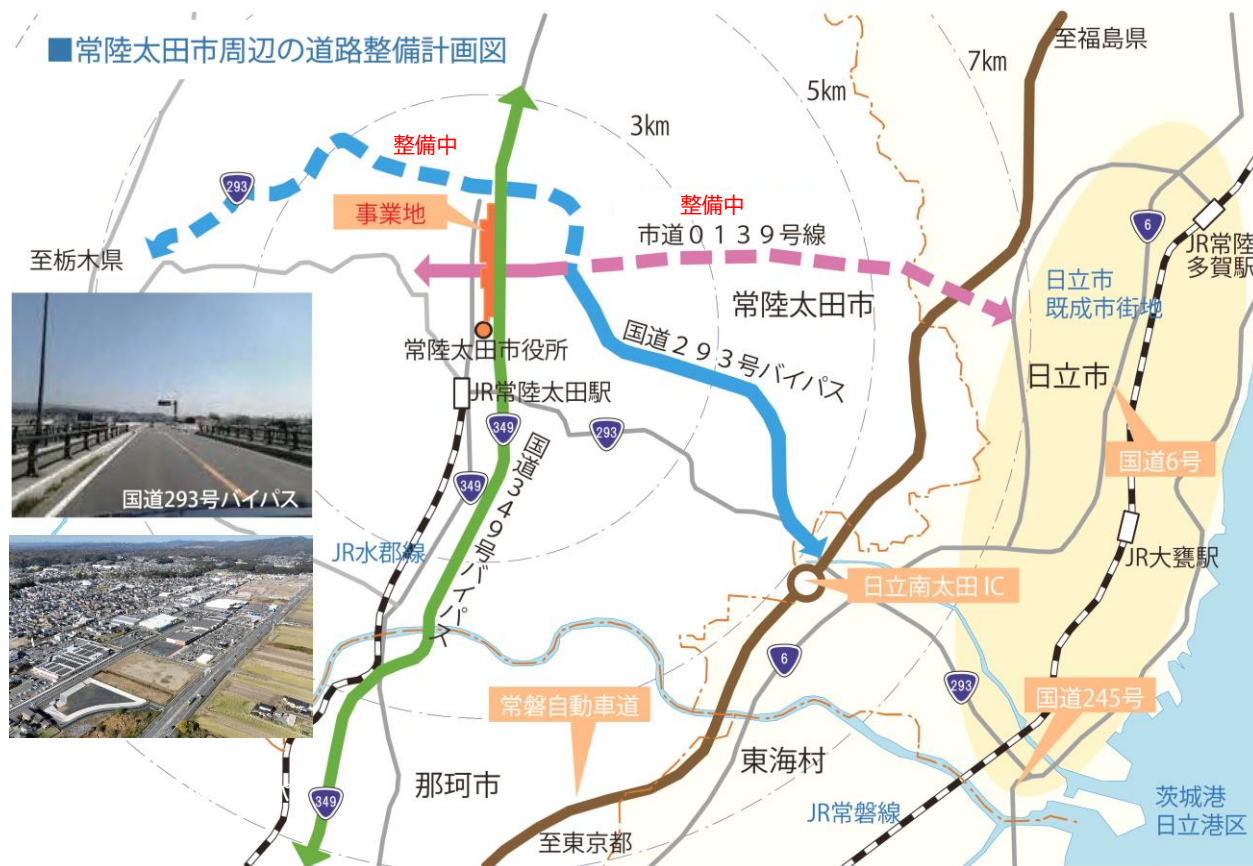 ■常陸太田市周辺の道路整備計画図
至福島県
7㎞
5㎞
3㎞
整備中
293
事業地
整備中
市道０１３９号線
6
JR常陸
多賀駅
至栃木県
日立市
既成市街地
常陸太田市
国道２９３号バイパス
常陸太田市役所
日立市
JR常陸太田駅
349
293
国道6号
国道293号バイパス
349
国道３４９号バイパス
JR水郡線
JR大甕駅
日立南太田 IC
6
293
国道245号
常磐自動車道
東海村
那珂市
349
JR常磐線
茨城港
日立港区
至東京都